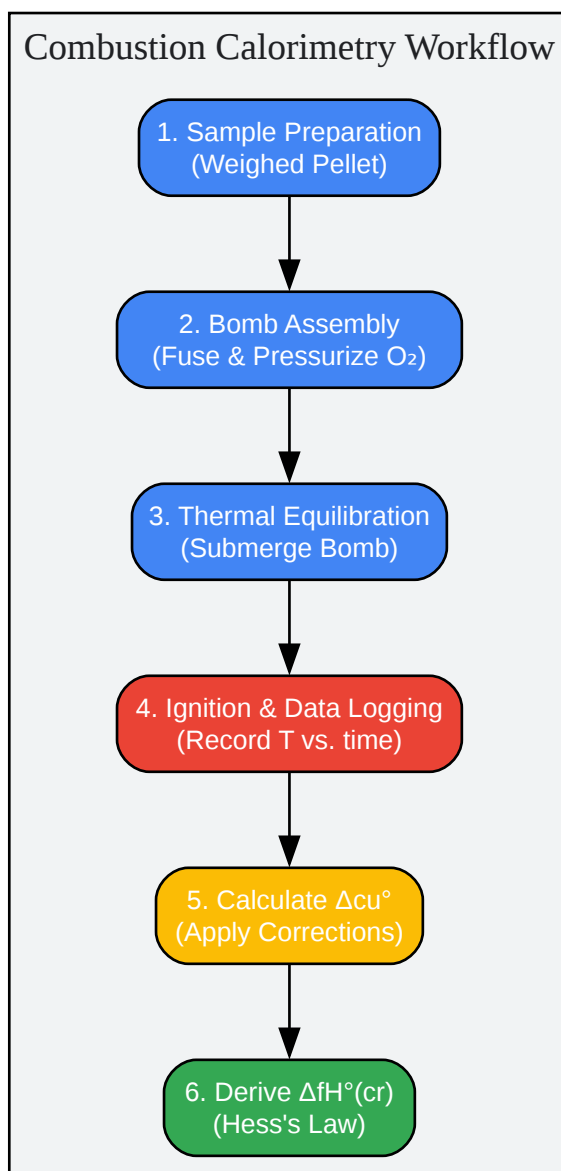 Combustion Calorimetry Workflow
1. Sample Preparation
(Weighed Pellet)
2. Bomb Assembly
(Fuse & Pressurize O₂)
3. Thermal Equilibration
(Submerge Bomb)
4. Ignition & Data Logging
(Record T vs. time)
5. Calculate Δcu°
(Apply Corrections)
6. Derive ΔfH°(cr)
(Hess's Law)